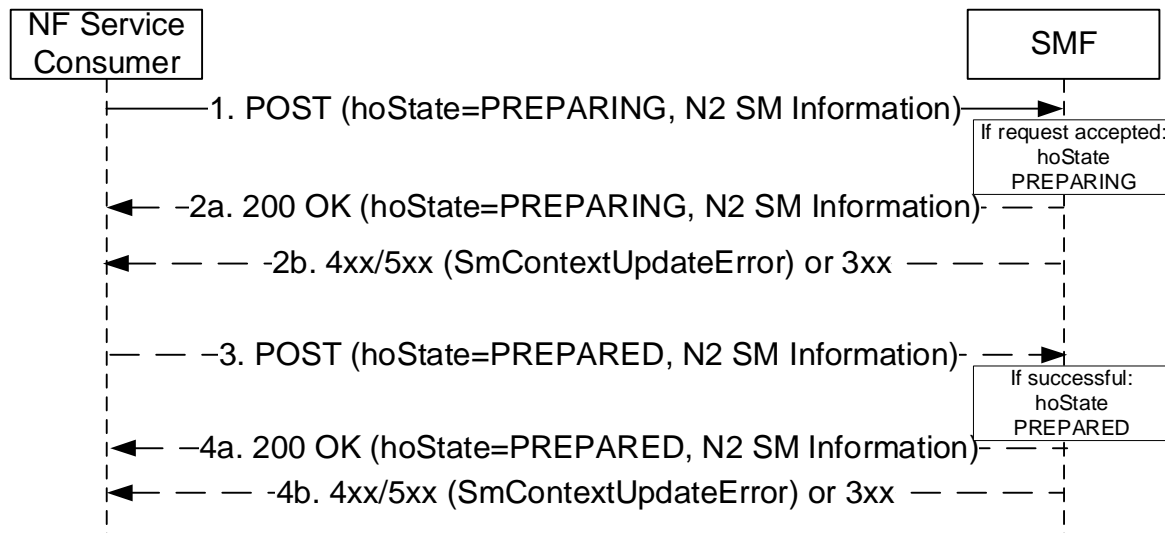 NF Service
Consumer
SMF
1. POST (hoState=PREPARING, N2 SM Information)
If request accepted:
hoState
PREPARING
2a. 200 OK (hoState=PREPARING, N2 SM Information)
2b. 4xx/5xx (SmContextUpdateError) or 3xx
3. POST (hoState=PREPARED, N2 SM Information)
If successful:
hoState
PREPARED
4a. 200 OK (hoState=PREPARED, N2 SM Information)
4b. 4xx/5xx (SmContextUpdateError) or 3xx